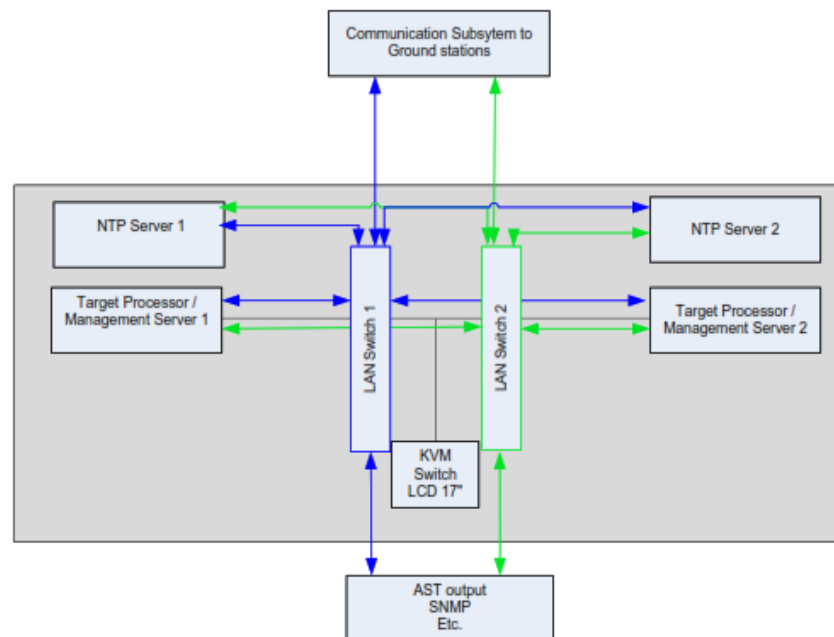 Communication Subsytem to
Ground stations
NTP Server 1
NTP Server 2
Target Processor /
Management Server 1
LAN Switch 1
LAN Switch 2
Target Processor /
Management Server 2
KVM
Switch
LCD 17"
AST output
SNMP
Etc.